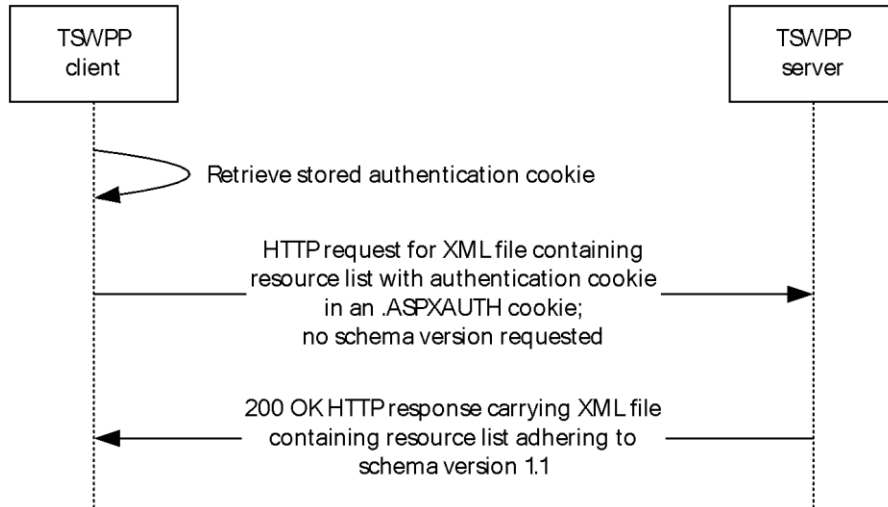 TSWPP
client
TSWPP
server
Retrieve stored authentication cookie
HTTP request for XML file containing
resource list with authentication cookie
in an .ASPXAUTH cookie;
no schema version requested
200 OK HTTP response carrying XML file
containing resource list adhering to
schema version 1.1